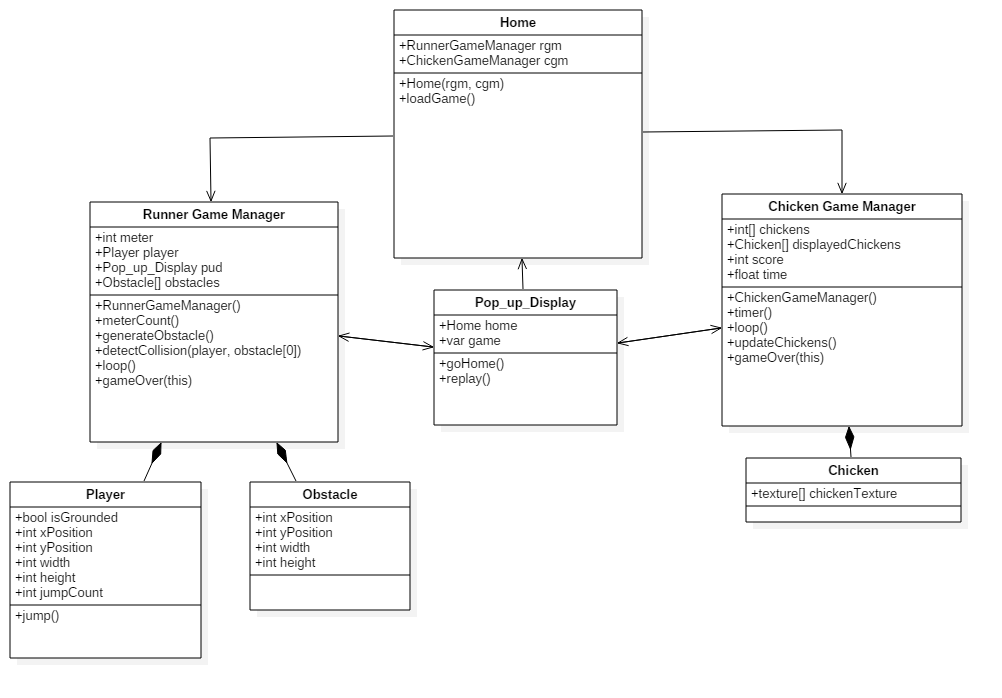 Home
+RunnerGameManager rgm
+ChickenGameManager cgm
+Home(rgm, cgm)
+loadGame()
Runner Game Manager
+int meter
+Player player
+Pop_up_Display pud
+Obstacle[] obstacles
+RunnerGameManager()
+meterCount()
+generateObstacle()
+detectCollision(player, obstacle[0])
+loop()
+gameOver(this)
Pop_up_Display
+Home home
+var game
+goHome()
+replay()
Chicken Game Manager
+int[] chickens
+Chicken[] displayedChickens
+int score
+float time
+ChickenGameManager()
+timer()
+loop()
+updateChickens()
+gameOver(this)
Player
+bool isGrounded
+int xPosition
+int yPosition
+int width
+int height
+int jumpCount
+jump()
Obstacle
+int xPosition
+int yPosition
+int width
+int height
Chicken
+texture[] chickenTexture